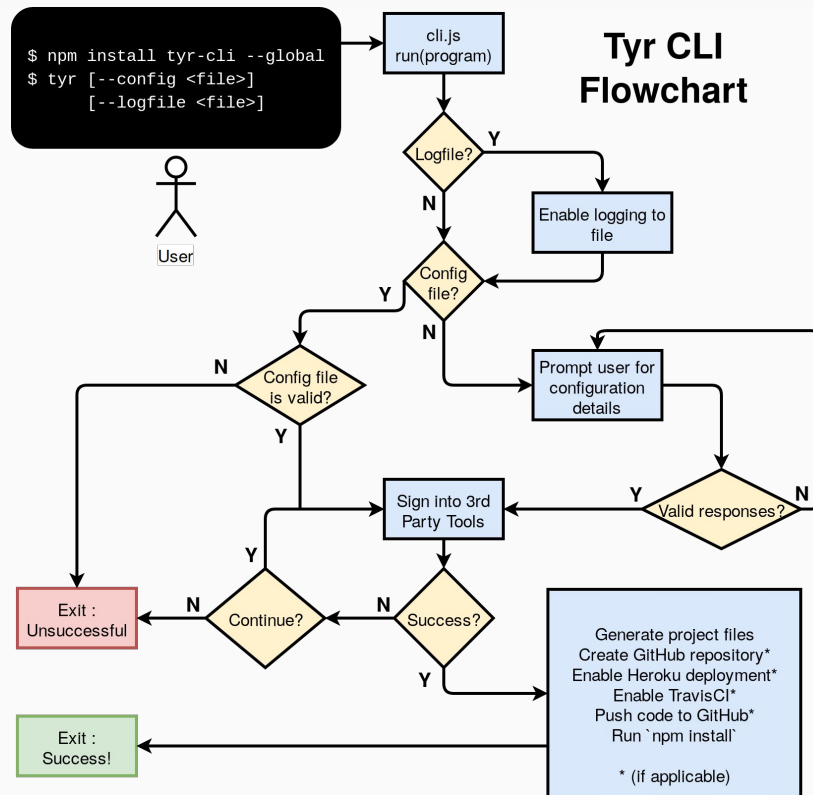 $ npm install tyr-cli --global
$ tyr [--config <file>]
[--logfile <file>]
User
cli.js
run(program)
Tyr CLI
Flowchart
Logfile?
Y
N
Enable logging to
file
Config
file?
Y
N
Config file
is valid?
N
Y
Prompt user for
configuration
details
Valid responses?
Y
N
Sign into 3rd
Party Tools
Success?
N
Y
Continue?
Y
N
Exit :
Unsuccessful
Generate project files
Create GitHub repository*
Enable Heroku deployment*
Enable TravisCI*
Push code to GitHub*
Run `npm install`
* (if applicable)
Exit :
Success!